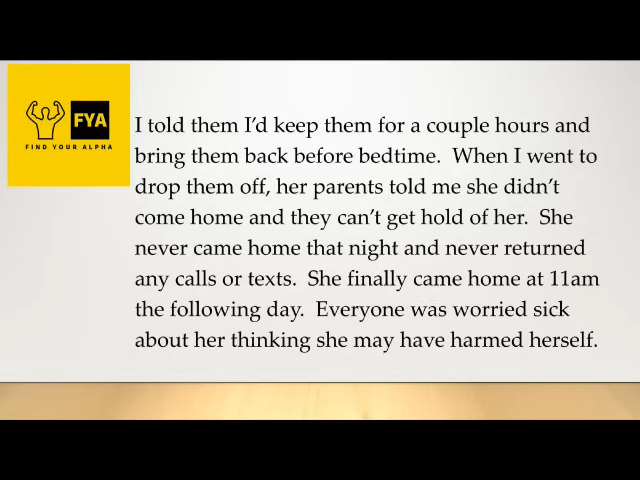 FYA
FIND YOUR ALPHA
I told them I’d keep them for a couple hours and
bring them back before bedtime.  When I went to
drop them off, her parents told me she didn’t
come home and they can’t get hold of her.  She
never came home that night and never returned
any calls or texts.  She finally came home at 11am
the following day.  Everyone was worried sick
about her thinking she may have harmed herself.